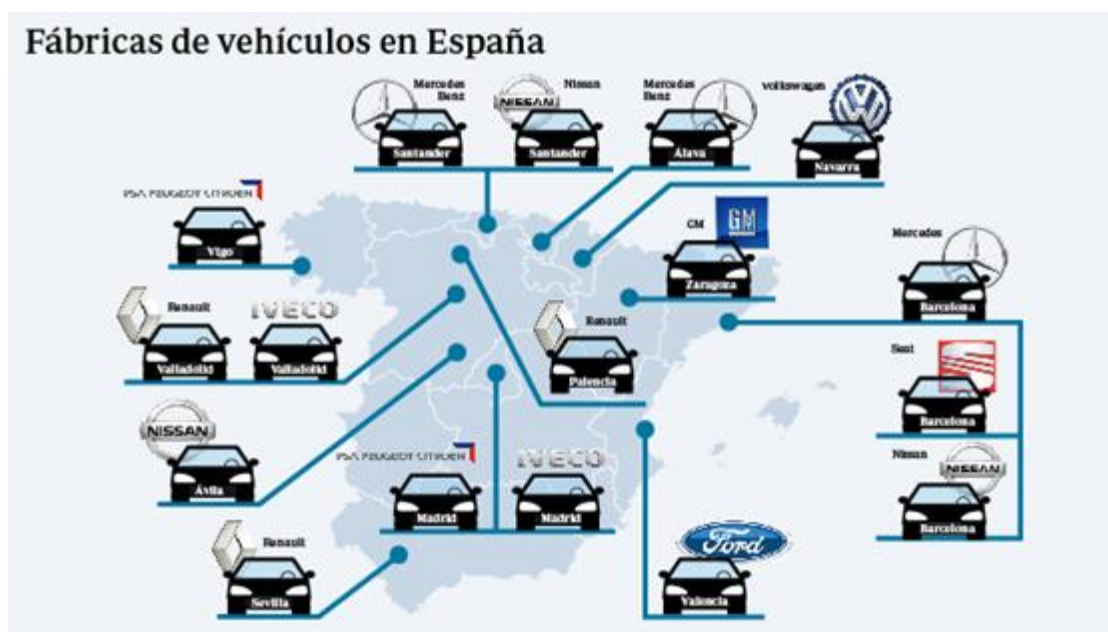 Fábricas de vehículos en España
Mercedes
Benz
Santander
NISSAN
Nissan
Santander
Mercedes
Benz
Álava
Volkswagen
Navarra
PSA PEUGEOT CITROËN
Vigo
GM
GM
Zaragoza
Mercedes
Barcelona
Renault
Valladolid
IVECO
Valladolid
Renault
Palencia
Seat
Barcelona
NISSAN
Ávila
PSA PEUGEOT CITROËN
Madrid
IVECO
Madrid
Nissan
NISSAN
Barcelona
Renault
Sevilla
Ford
Valencia